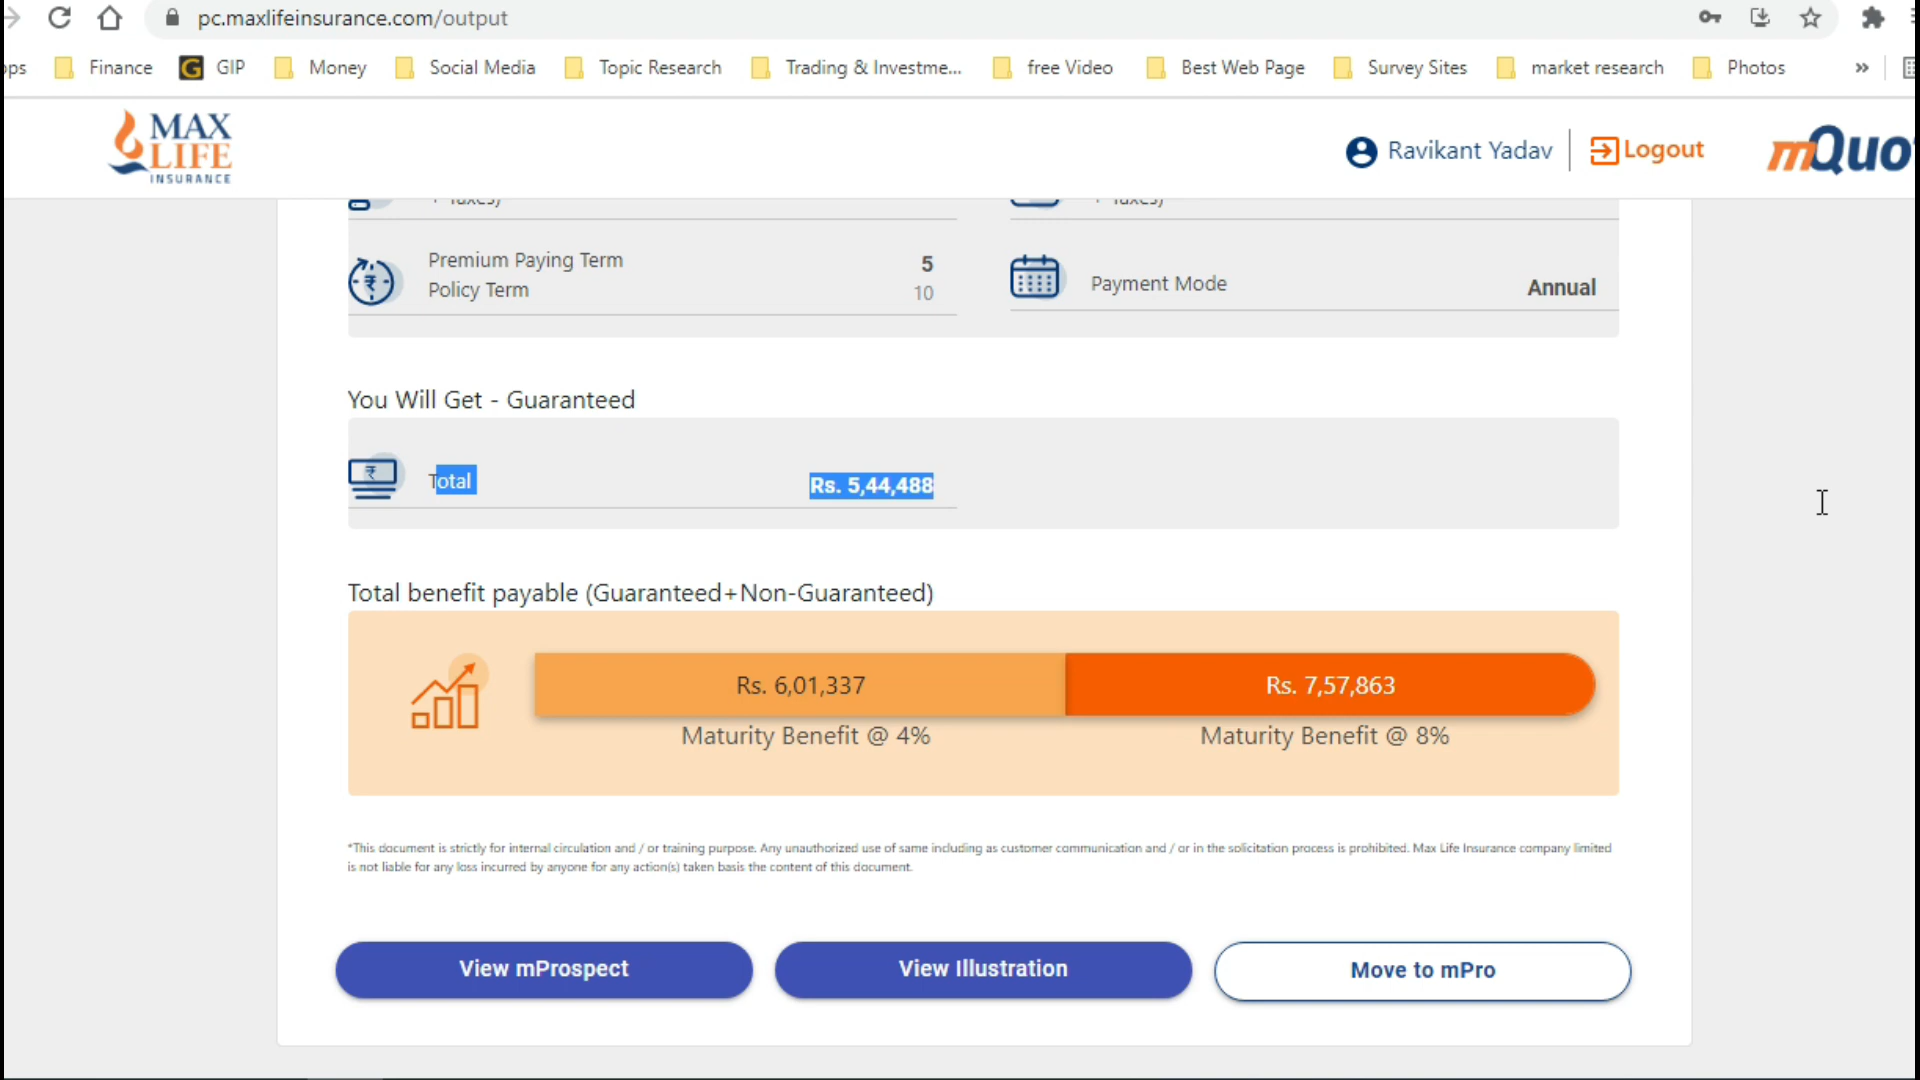 pc.maxlifeinsurance.com/output
Finance GIP Money Social Media Topic Research Trading & Investme... free Video Best Web Page Survey Sites market research Photos »
MAX
LIFE
INSURANCE
Ravikant Yadav Logout
+ Taxes) + Taxes)
Premium Paying Term 5
Policy Term 10
Payment Mode Annual
You Will Get - Guaranteed
Total Rs. 5,44,488
Total benefit payable (Guaranteed+Non-Guaranteed)
Rs. 6,01,337 Rs. 7,57,863
Maturity Benefit @ 4% Maturity Benefit @ 8%
*This document is strictly for internal circulation and / or training purpose. Any unauthorized use of same including as customer communication and / or in the solicitation process is prohibited. Max Life Insurance company limited
is not liable for any loss incurred by anyone for any action(s) taken basis the content of this document.
View mProspect View Illustration Move to mPro